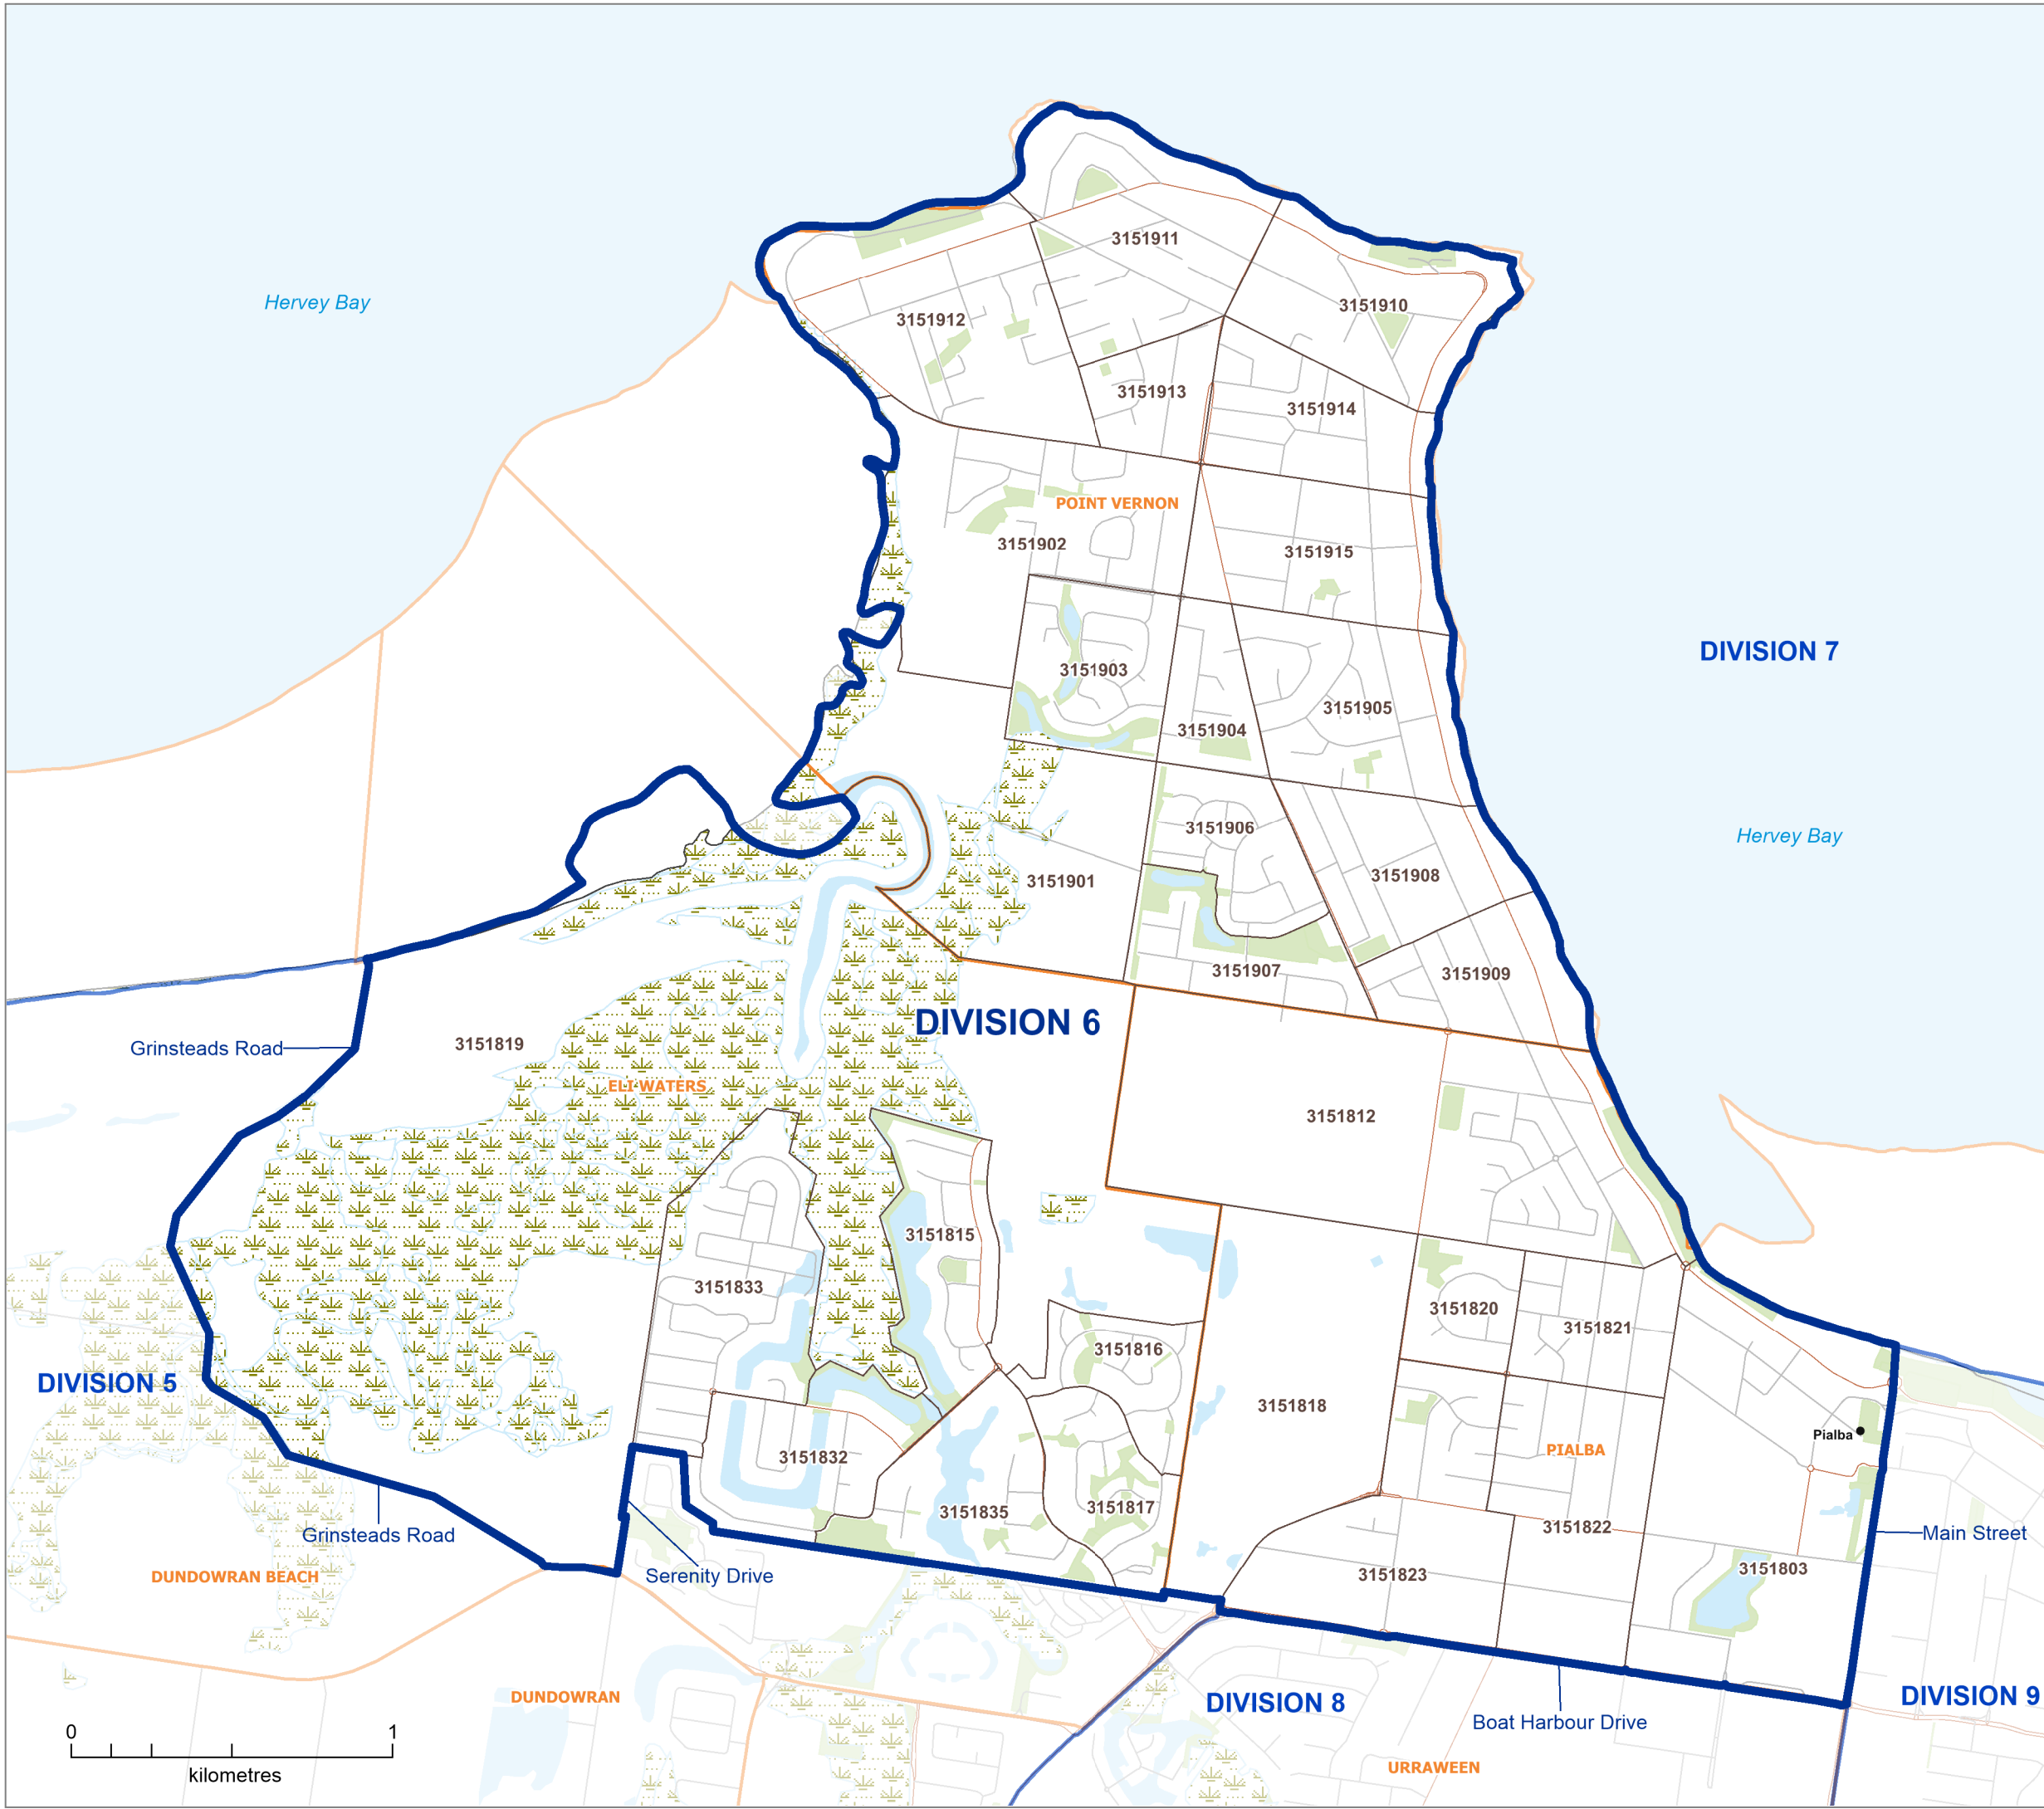 3151911
Hervey Bay
3151910
3151912
3151913
3151914
POINT VERNON
3151902
3151915
DIVISION 7
3151903
3151905
3151904
3151906
Hervey Bay
3151908
3151901
3151907
3151909
DIVISION 6
Grinsteads Road
3151819
ELI WATERS
3151812
3151815
3151833
3151820
3151821
3151816
DIVISION 5
3151818
Pialba
PIALBA
3151832
3151817
3151835
3151822
Main Street
Grinsteads Road
3151803
3151823
DUNDOWRAN BEACH
Serenity Drive
DUNDOWRAN
DIVISION 8
DIVISION 9
Boat Harbour Drive
0 1
kilometres
URRAWEEN